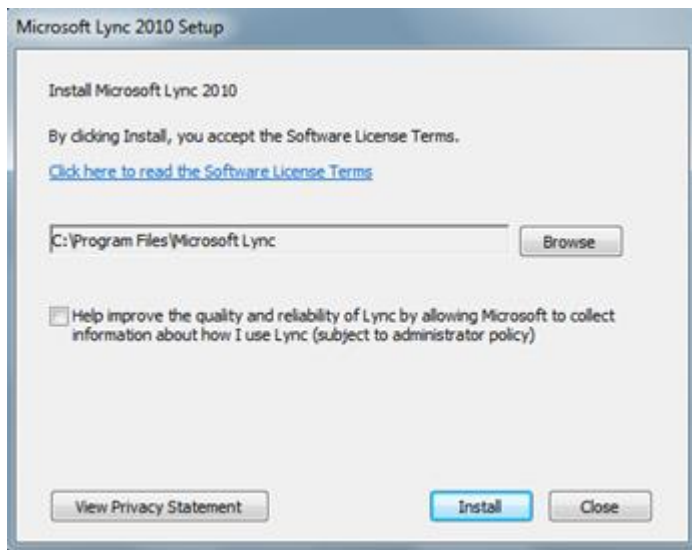 Microsoft Lync 2010 Setup
Install Microsoft Lync 2010
By clicking Install, you accept the Software License Terms.
Click here to read the Software License Terms
C:\Program Files\Microsoft Lync
Browse
Help improve the quality and reliability of Lync by allowing Microsoft to collect
information about how I use Lync (subject to administrator policy)
View Privacy Statement
Install
Close